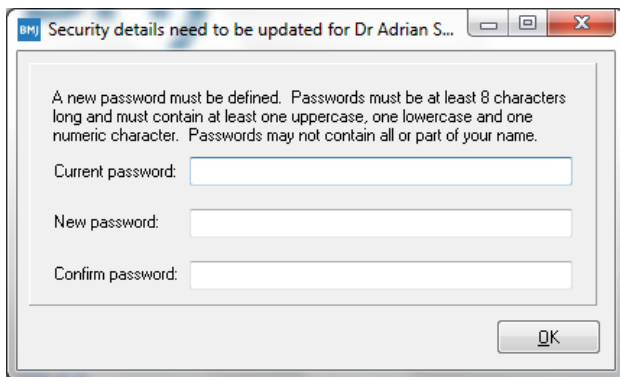 BMJ Security details need to be updated for Dr Adrian S...
A new password must be defined. Passwords must be at least 8 characters
long and must contain at least one uppercase, one lowercase and one
numeric character. Passwords may not contain all or part of your name.
Current password:
New password:
Confirm password:
OK